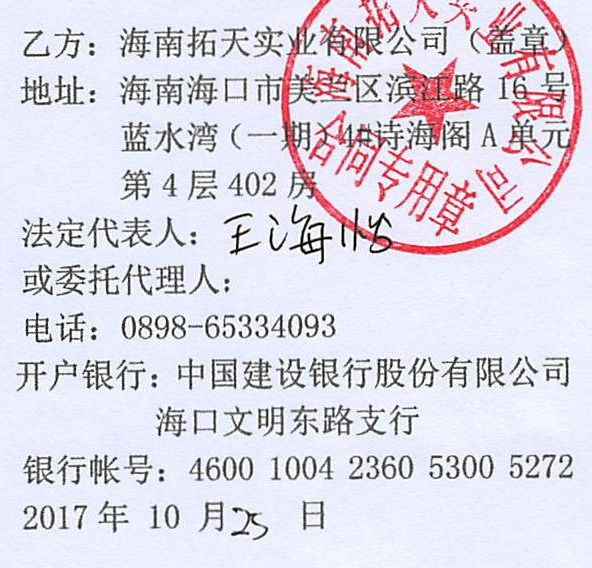 乙方：海南拓天实业有限公司（盖章）
地址：海南海口市美兰区滨江路 16 号
蓝水湾（一期）4#诗海阁 A 单元
第 4 层 402 房
法定代表人：王海
或委托代理人：
电话：0898-65334093
开户银行：中国建设银行股份有限公司
海口文明东路支行
银行帐号：4600 1004 2360 5300 5272
2017 年 10 月 25 日
海南拓天实业有限公司
合同专用章